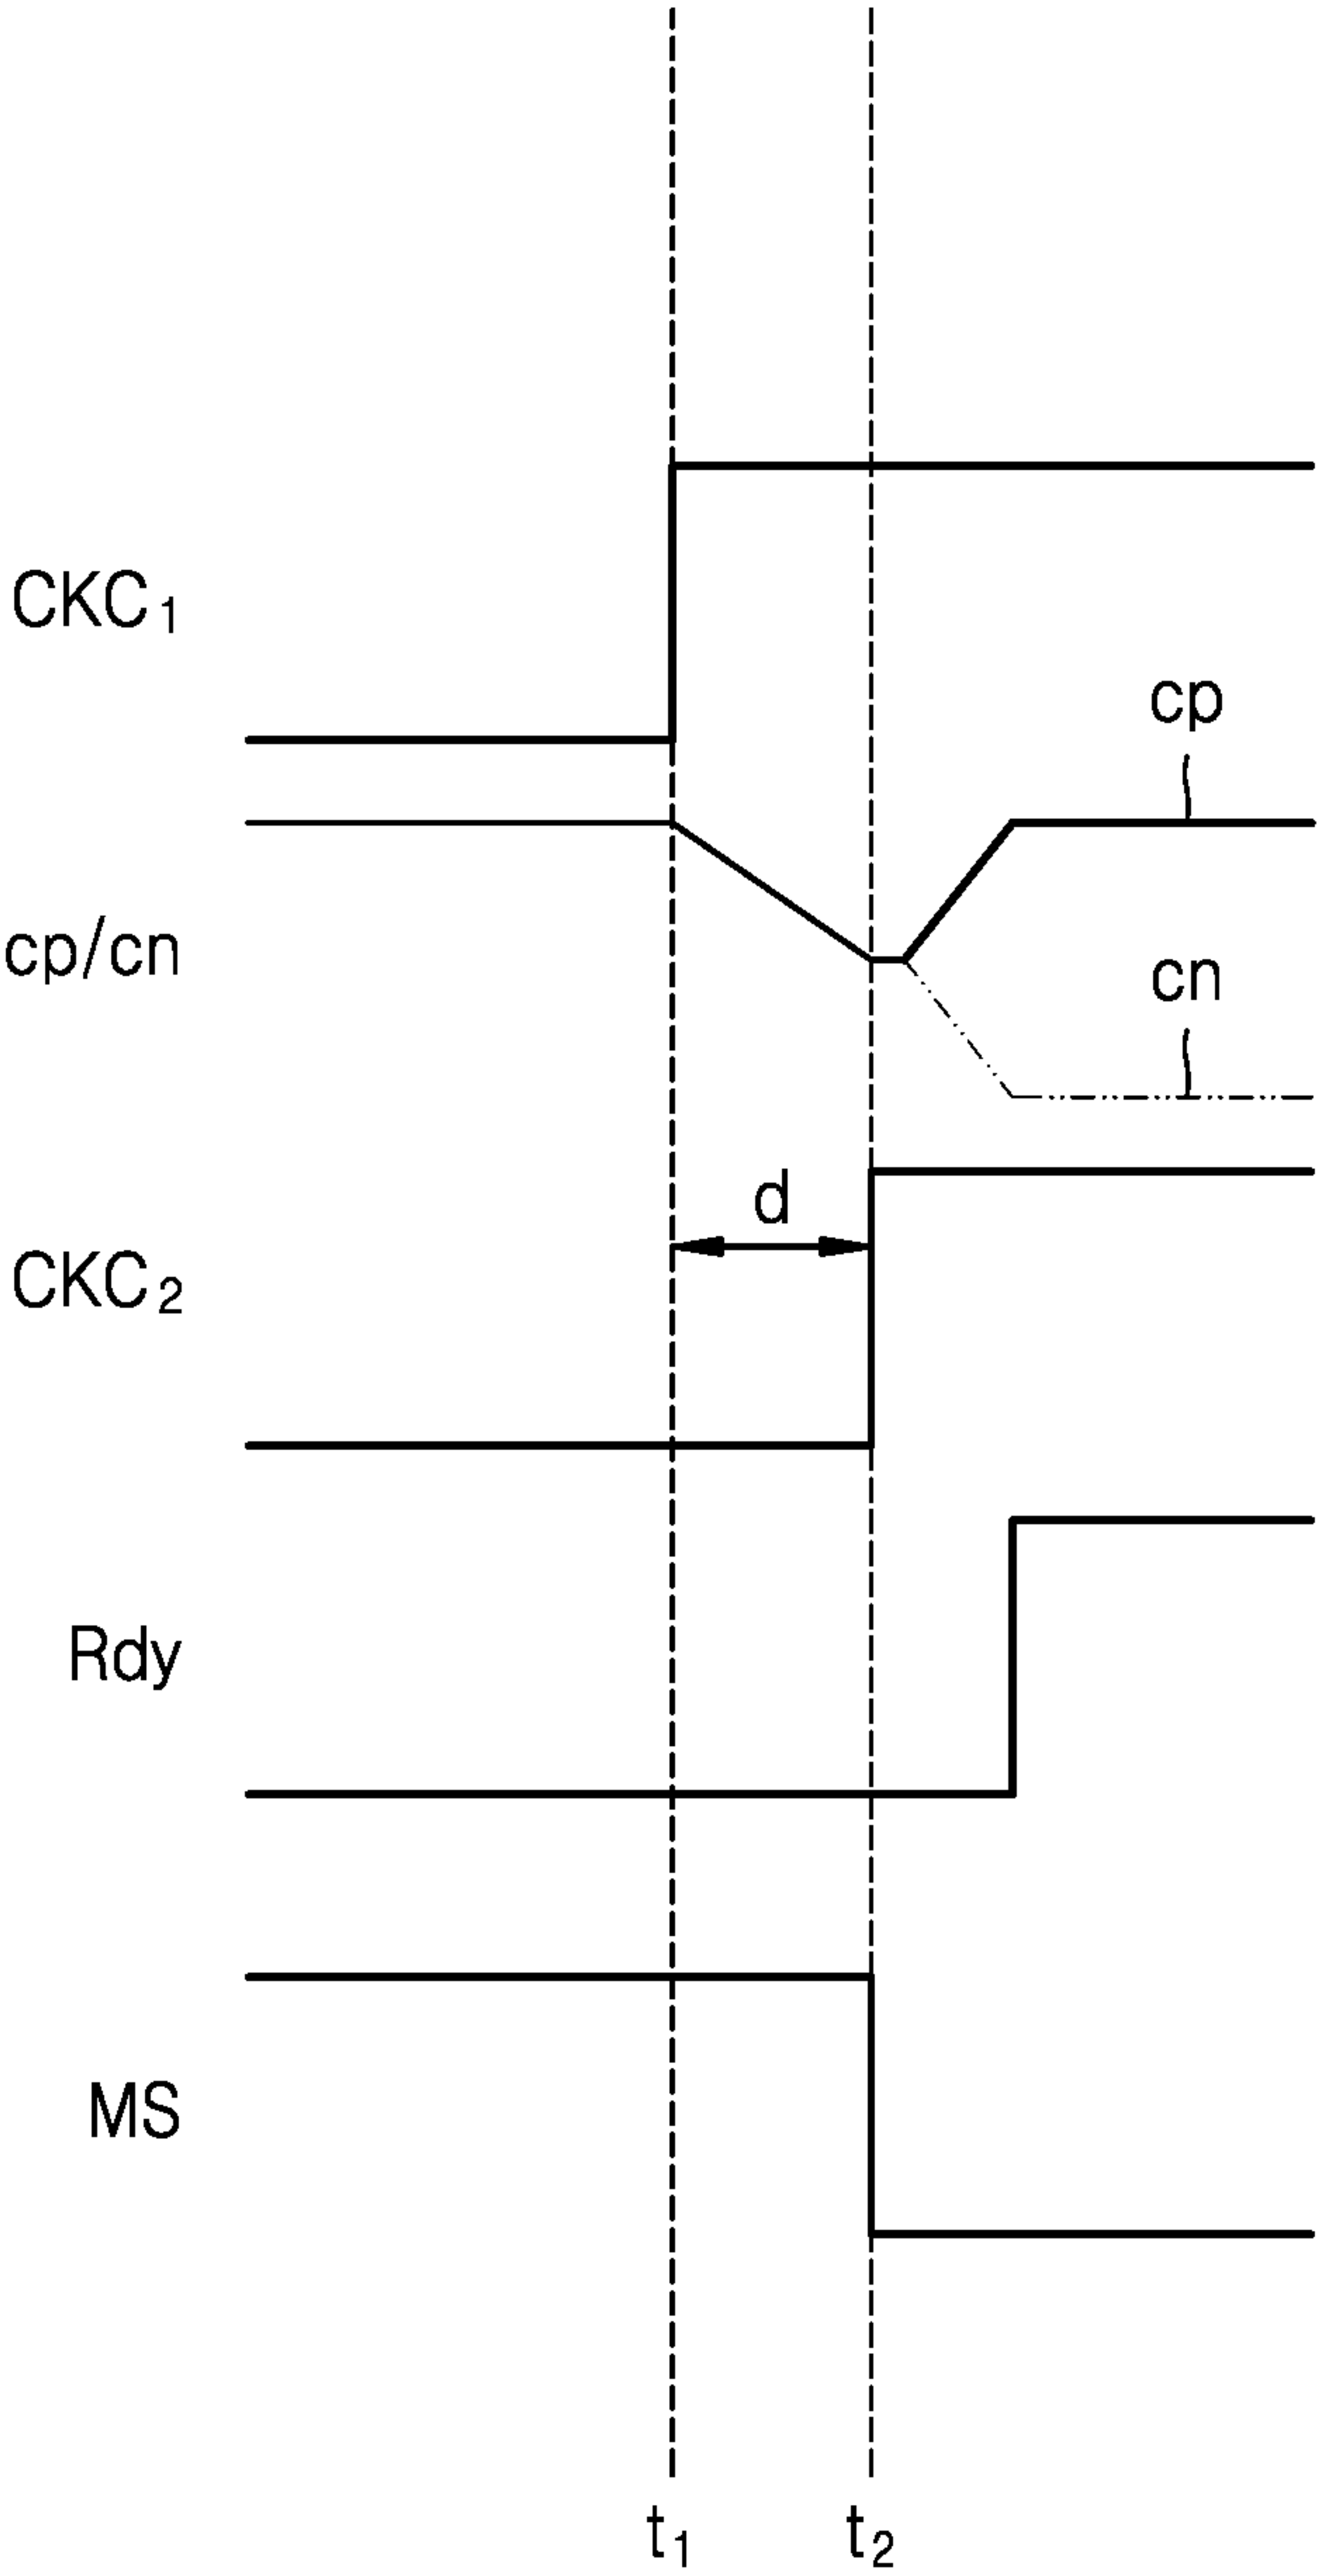 CKC₁
cp
cp/cn
cn
d
CKC₂
Rdy
MS
t₁ t₂